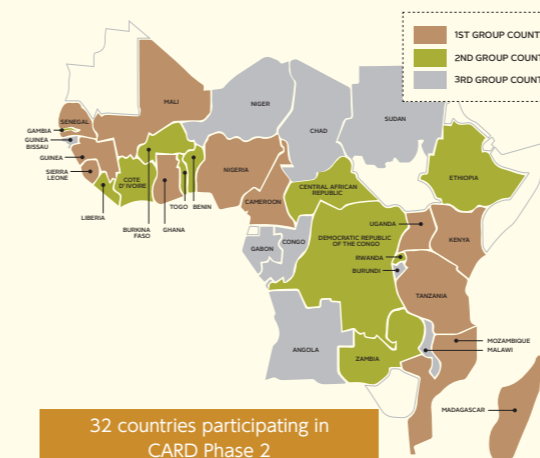 1ST GROUP COUNT
2ND GROUP COUNT
3RD GROUP COUNT
MALI
NIGER
CHAD
SUDAN
SENEGAL
GAMBIA
GUINEA
BISSAU
GUINEA
SIERRA
LEONE
LIBERIA
COTE
D'IVOIRE
BURKINA
FASO
GHANA
TOGO
BENIN
NIGERIA
CAMEROON
CENTRAL AFRICAN
REPUBLIC
ETHIOPIA
UGANDA
KENYA
GABON
CONGO
DEMOCRATIC REPUBLIC
OF THE CONGO
RWANDA
BURUNDI
TANZANIA
ANGOLA
ZAMBIA
MOZAMBIQUE
MALAWI
MADAGASCAR
32 countries participating in
CARD Phase 2